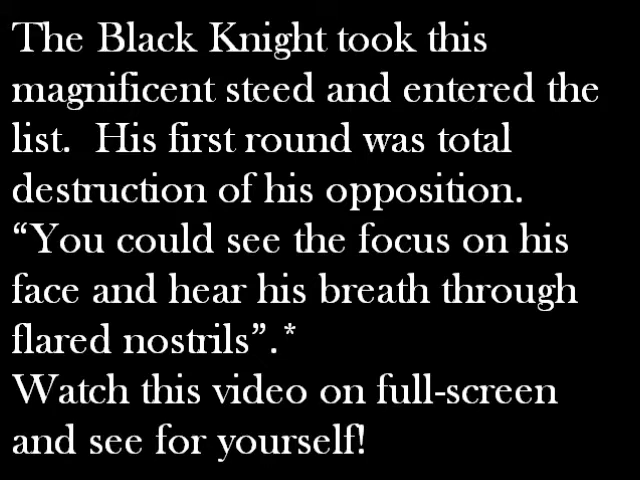 The Black Knight took this
magnificent steed and entered the
list.  His first round was total
destruction of his opposition.
“You could see the focus on his
face and hear his breath through
flared nostrils”.*
Watch this video on full-screen
and see for yourself!